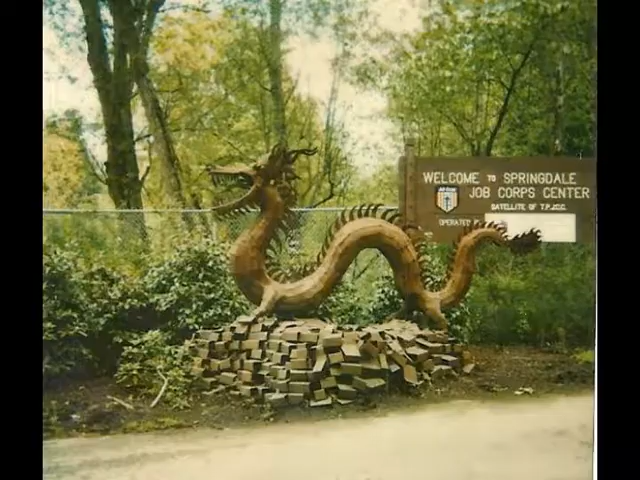 WELCOME TO SPRINGDALE
JOB CORPS CENTER
SATELLITE OF T.P.J.C.C.
OPERATED